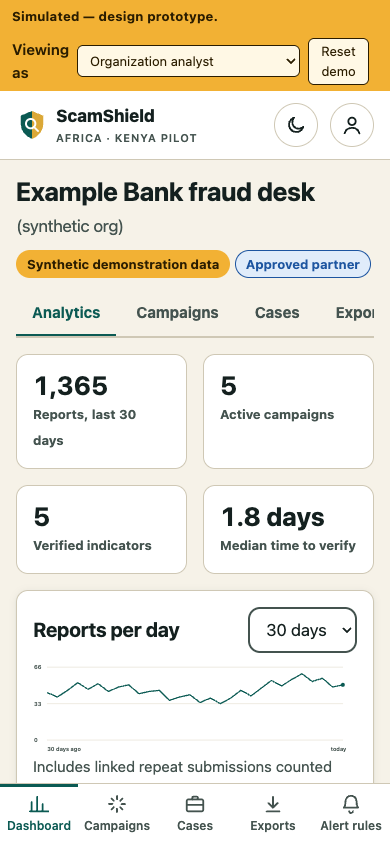 Simulated — design prototype.
Viewing as
Organization analyst
Reset demo
ScamShield
AFRICA · KENYA PILOT
Example Bank fraud desk
(synthetic org)
Synthetic demonstration data
Approved partner
Analytics Campaigns Cases Expor
1,365
Reports, last 30 days
5
Active campaigns
5
Verified indicators
1.8 days
Median time to verify
Reports per day
30 days
66
33
0
30 days ago
today
Includes linked repeat submissions counted
Dashboard Campaigns Cases Exports Alert rules